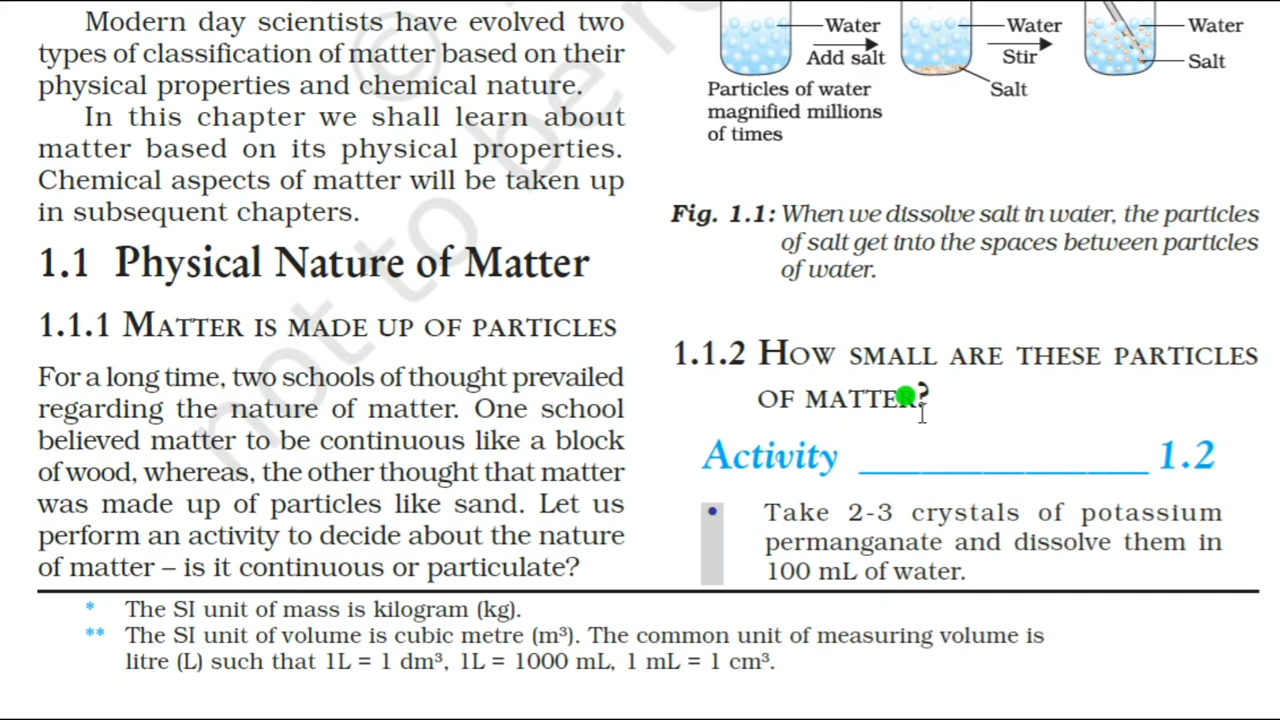 Modern day scientists have evolved two
types of classification of matter based on their
physical properties and chemical nature.
In this chapter we shall learn about
matter based on its physical properties.
Chemical aspects of matter will be taken up
in subsequent chapters.
1.1 Physical Nature of Matter
1.1.1 MATTER IS MADE UP OF PARTICLES
For a long time, two schools of thought prevailed
regarding the nature of matter. One school
believed matter to be continuous like a block
of wood, whereas, the other thought that matter
was made up of particles like sand. Let us
perform an activity to decide about the nature
of matter – is it continuous or particulate?
Water
Add salt
Particles of water
magnified millions
of times
Water
Stir
Salt
Water
Salt
Fig. 1.1: When we dissolve salt in water, the particles
of salt get into the spaces between particles
of water.
1.1.2 HOW SMALL ARE THESE PARTICLES
OF MATTER?
Activity 1.2
• Take 2-3 crystals of potassium
permanganate and dissolve them in
100 mL of water.
* The SI unit of mass is kilogram (kg).
** The SI unit of volume is cubic metre (m³). The common unit of measuring volume is
litre (L) such that 1L = 1 dm³, 1L = 1000 mL, 1 mL = 1 cm³.
© not to be re